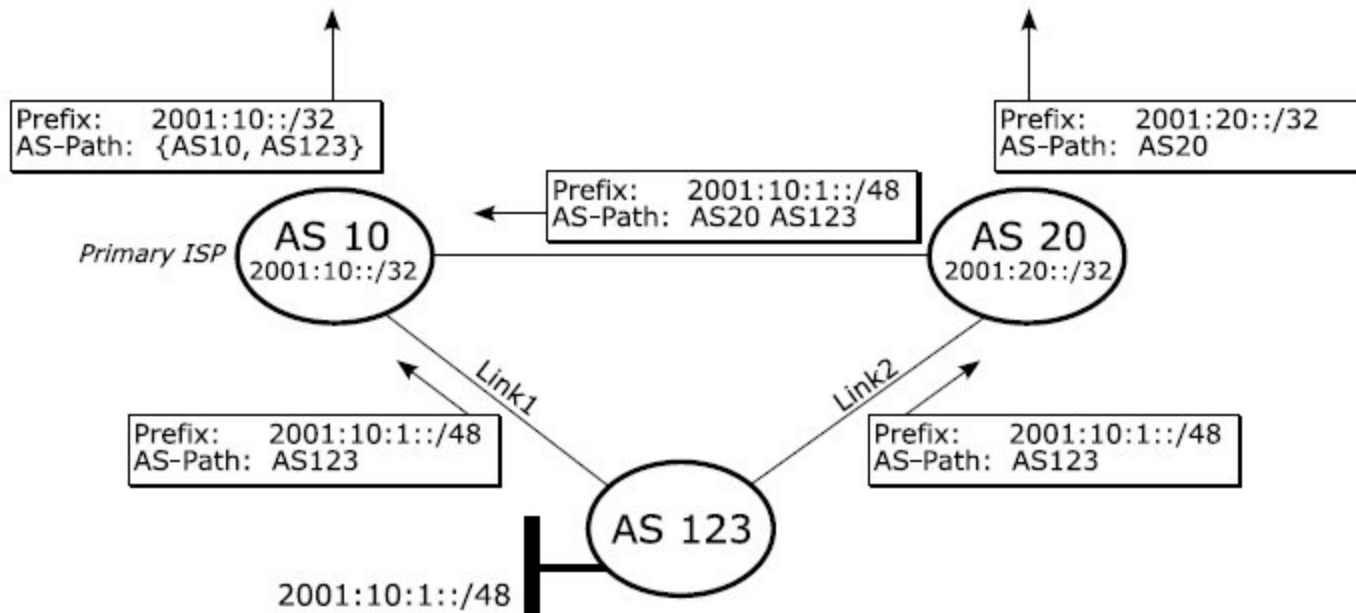 Prefix: 2001:10::/32
AS-Path: {AS10, AS123}
Prefix: 2001:20::/32
AS-Path: AS20
Prefix: 2001:10:1::/48
AS-Path: AS20 AS123
Primary ISP
AS 10
2001:10::/32
AS 20
2001:20::/32
Link1
Link2
Prefix: 2001:10:1::/48
AS-Path: AS123
Prefix: 2001:10:1::/48
AS-Path: AS123
AS 123
2001:10:1::/48